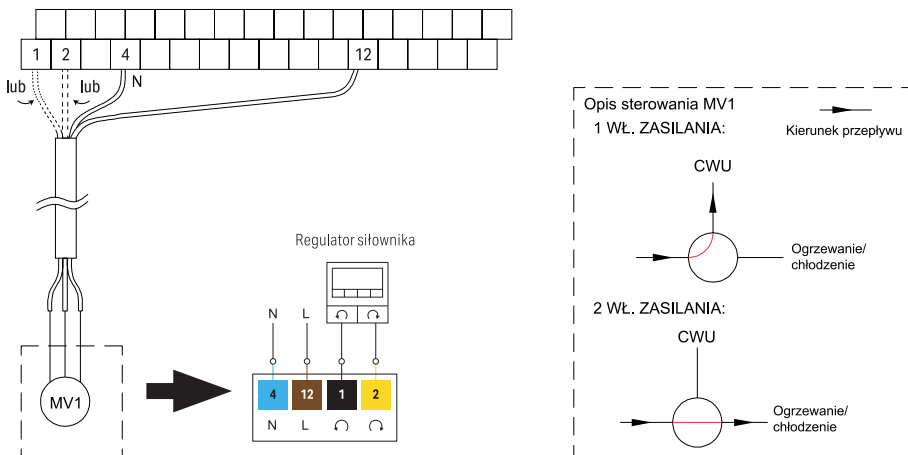 1 2 4 12
lub lub N
MV1
Regulator siłownika
N L
4 12 1 2
N L
Opis sterowania MV1
Kierunek przepływu
1 WŁ. ZASILANIA:
CWU
Ogrzewanie/
chłodzenie
2 WŁ. ZASILANIA:
CWU
Ogrzewanie/
chłodzenie